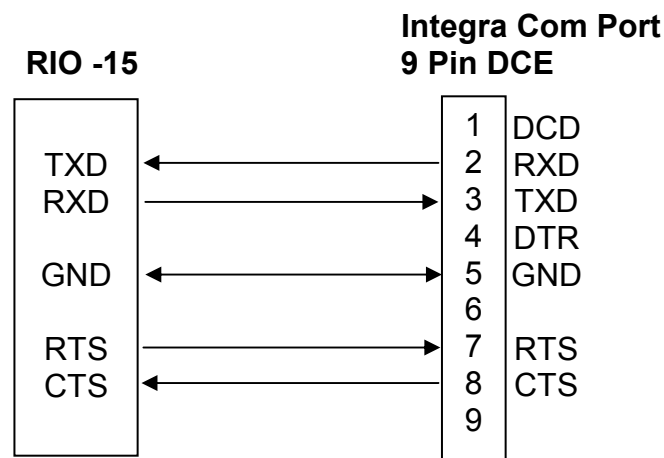 Integra Com Port
RIO -15
9 Pin DCE
1 DCD
TXD 2 RXD
RXD 3 TXD
4 DTR
GND 5 GND
6
RTS 7 RTS
CTS 8 CTS
9